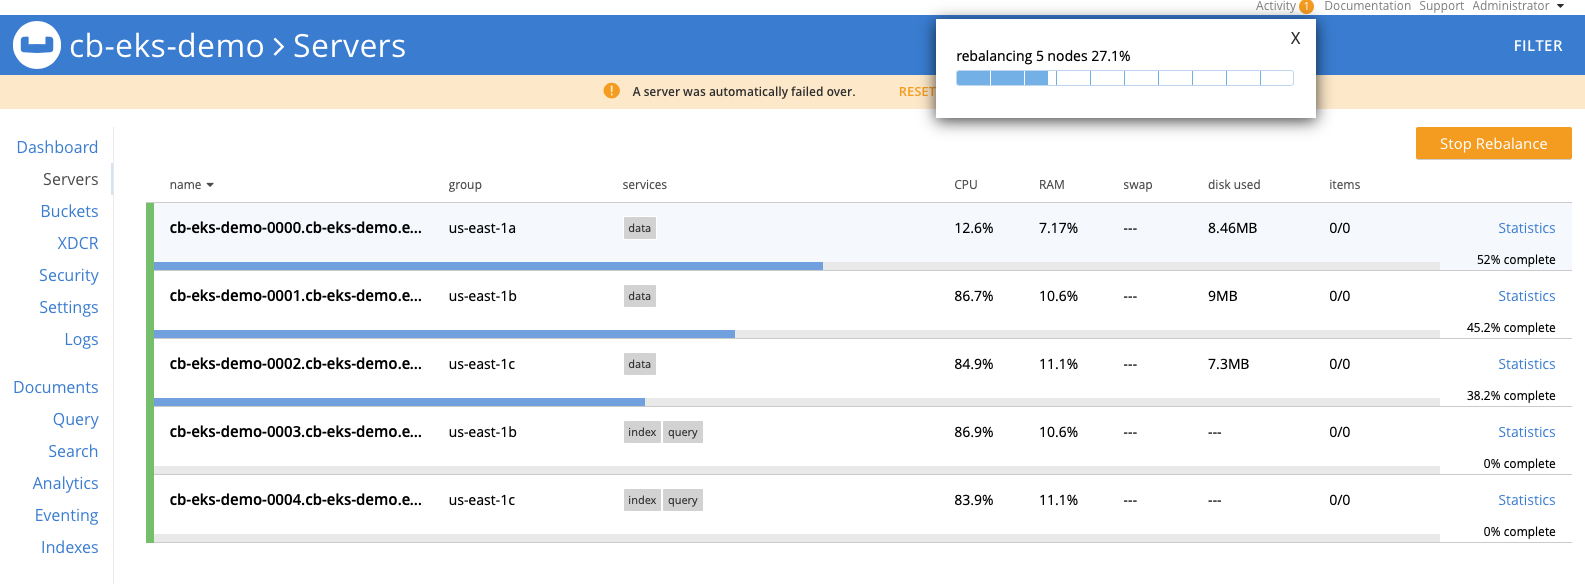 Activity 1 Documentation Support Administrator
cb-eks-demo > Servers
FILTER
X
rebalancing 5 nodes 27.1%
! A server was automatically failed over. RESET
Stop Rebalance
Dashboard
Servers
Buckets
XDCR
Security
Settings
Logs
Documents
Query
Search
Analytics
Eventing
Indexes
name group services CPU RAM swap disk used items
cb-eks-demo-0000.cb-eks-demo.e... us-east-1a data 12.6% 7.17% --- 8.46MB 0/0 Statistics
52% complete
cb-eks-demo-0001.cb-eks-demo.e... us-east-1b data 86.7% 10.6% --- 9MB 0/0 Statistics
45.2% complete
cb-eks-demo-0002.cb-eks-demo.e... us-east-1c data 84.9% 11.1% --- 7.3MB 0/0 Statistics
38.2% complete
cb-eks-demo-0003.cb-eks-demo.e... us-east-1b index query 86.9% 10.6% --- --- 0/0 Statistics
0% complete
cb-eks-demo-0004.cb-eks-demo.e... us-east-1c index query 83.9% 11.1% --- --- 0/0 Statistics
0% complete